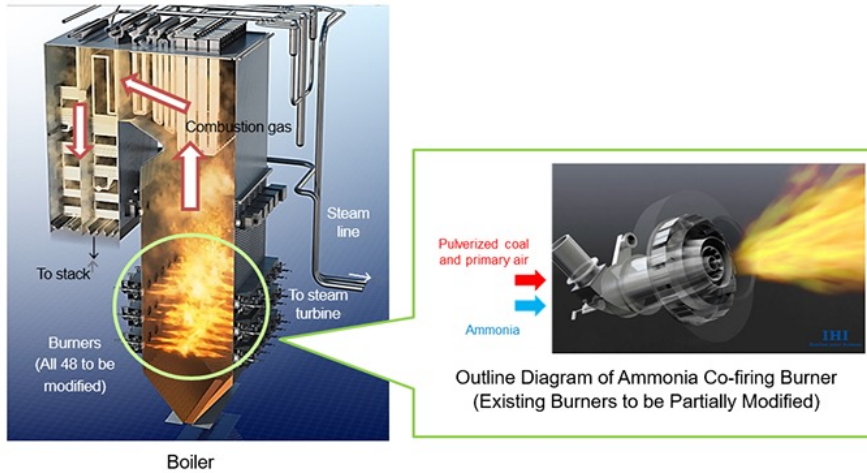 Combustion gas
Steam
line
To stack
To steam
turbine
Burners
(All 48 to be
modified)
Boiler
Pulverized coal
and primary air
Ammonia
IHI
Outline Diagram of Ammonia Co-firing Burner
(Existing Burners to be Partially Modified)